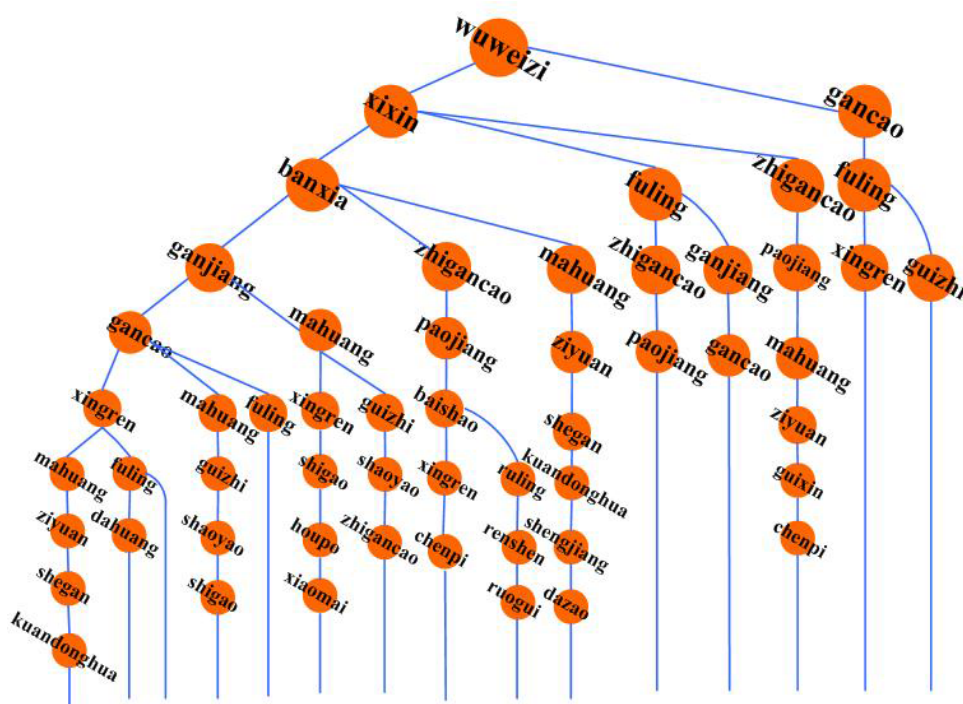 wuweizi
xixin
gancao
banxia
fuling
zhigancao
fuling
ganjiang
zhigancao
mahuang
zhigancao
ganjiang
paojiang
xingren
guizhi
gancao
mahuang
paojiang
ziyuan
paojiang
gancao
mahuang
xingren
mahuang
fuling
xingren
guizhi
baishao
shegan
ziyuan
mahuang
fuling
guizhi
shigao
shaoyao
xingren
ruling
kuandonghua
guixin
ziyuan
dahuang
shaoyao
houpo
zhigancao
chenpi
renshen
shengjiang
chenpi
shegan
shigao
xiaomai
ruogui
dazao
kuandonghua